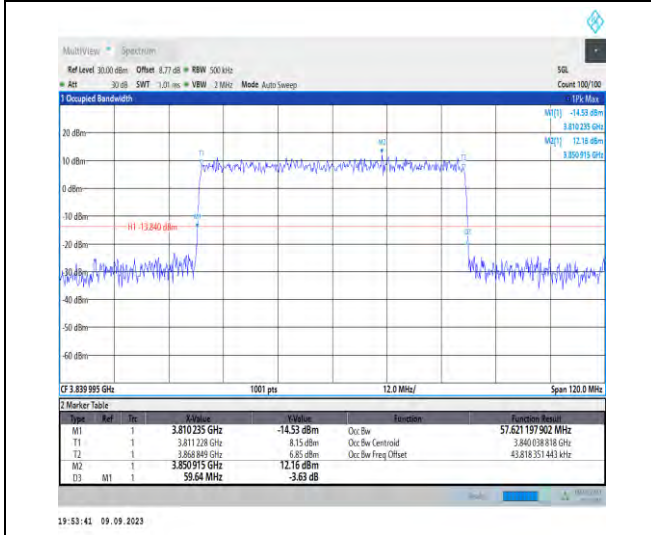 MultiView Spectrum
Ref Level 30.00 dBm Offset 8.77 dB RBW 500 kHz SGL
Att 30 dB SWT 1.01 ms VBW 2 MHz Mode Auto Sweep Count 100/100
1 Occupied Bandwidth 1Pk Max
M1[1] -14.53 dBm
3.810 235 GHz
M2[1] 12.16 dBm
3.850 915 GHz
20 dBm
M2
T1
10 dBm
0 dBm
-10 dBm
H1 -13.840 dBm
-20 dBm
-30 dBm
-40 dBm
-50 dBm
-60 dBm
CF 3.839 995 GHz 1001 pts 12.0 MHz/ Span 120.0 MHz
2 Marker Table
Type Ref Trc X-Value Y-Value Function Function Result
M1 1 3.810 235 GHz -14.53 dBm Occ Bw 57.621 197 902 MHz
T1 1 3.811 228 GHz 8.15 dBm Occ Bw Centroid 3.840 038 818 GHz
T2 1 3.868 849 GHz 6.85 dBm Occ Bw Freq Offset 43.818 351 443 kHz
M2 1 3.850 915 GHz 12.16 dBm
D3 M1 1 59.64 MHz -3.63 dB
19:53:41 09.09.2023